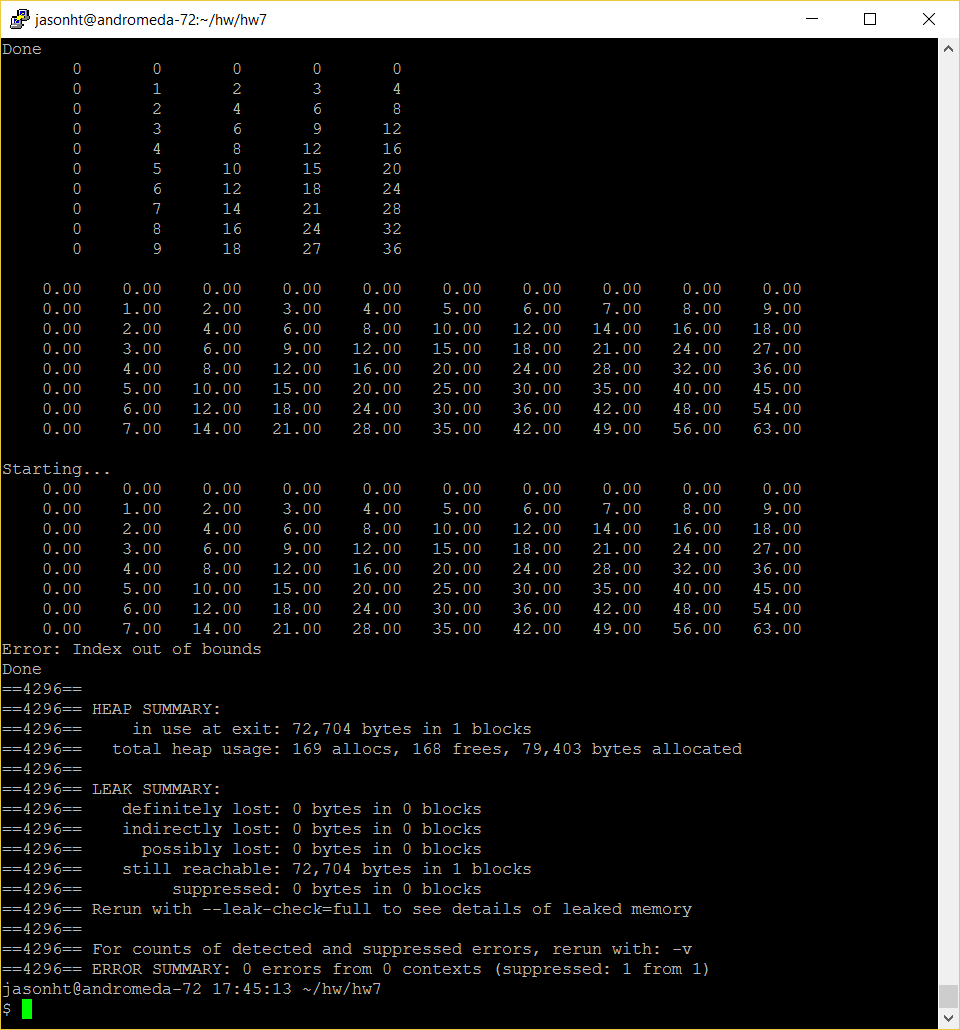 jasonht@andromeda-72:~/hw/hw7
Done
       0       0       0       0       0
       0       1       2       3       4
       0       2       4       6       8
       0       3       6       9      12
       0       4       8      12      16
       0       5      10      15      20
       0       6      12      18      24
       0       7      14      21      28
       0       8      16      24      32
       0       9      18      27      36

    0.00    0.00    0.00    0.00    0.00    0.00    0.00    0.00    0.00    0.00
    0.00    1.00    2.00    3.00    4.00    5.00    6.00    7.00    8.00    9.00
    0.00    2.00    4.00    6.00    8.00   10.00   12.00   14.00   16.00   18.00
    0.00    3.00    6.00    9.00   12.00   15.00   18.00   21.00   24.00   27.00
    0.00    4.00    8.00   12.00   16.00   20.00   24.00   28.00   32.00   36.00
    0.00    5.00   10.00   15.00   20.00   25.00   30.00   35.00   40.00   45.00
    0.00    6.00   12.00   18.00   24.00   30.00   36.00   42.00   48.00   54.00
    0.00    7.00   14.00   21.00   28.00   35.00   42.00   49.00   56.00   63.00

Starting...
    0.00    0.00    0.00    0.00    0.00    0.00    0.00    0.00    0.00    0.00
    0.00    1.00    2.00    3.00    4.00    5.00    6.00    7.00    8.00    9.00
    0.00    2.00    4.00    6.00    8.00   10.00   12.00   14.00   16.00   18.00
    0.00    3.00    6.00    9.00   12.00   15.00   18.00   21.00   24.00   27.00
    0.00    4.00    8.00   12.00   16.00   20.00   24.00   28.00   32.00   36.00
    0.00    5.00   10.00   15.00   20.00   25.00   30.00   35.00   40.00   45.00
    0.00    6.00   12.00   18.00   24.00   30.00   36.00   42.00   48.00   54.00
    0.00    7.00   14.00   21.00   28.00   35.00   42.00   49.00   56.00   63.00
Error: Index out of bounds
Done
==4296==
==4296== HEAP SUMMARY:
==4296==     in use at exit: 72,704 bytes in 1 blocks
==4296==   total heap usage: 169 allocs, 168 frees, 79,403 bytes allocated
==4296==
==4296== LEAK SUMMARY:
==4296==    definitely lost: 0 bytes in 0 blocks
==4296==    indirectly lost: 0 bytes in 0 blocks
==4296==      possibly lost: 0 bytes in 0 blocks
==4296==    still reachable: 72,704 bytes in 1 blocks
==4296==         suppressed: 0 bytes in 0 blocks
==4296== Rerun with --leak-check=full to see details of leaked memory
==4296==
==4296== For counts of detected and suppressed errors, rerun with: -v
==4296== ERROR SUMMARY: 0 errors from 0 contexts (suppressed: 1 from 1)
jasonht@andromeda-72 17:45:13 ~/hw/hw7
$